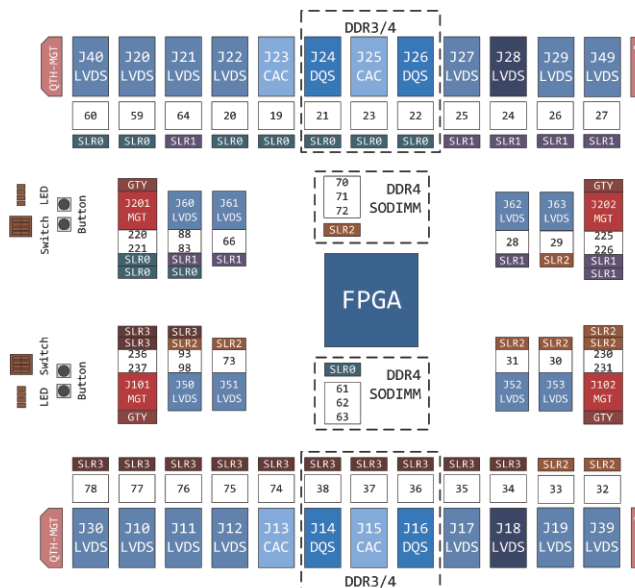 DDR3/4
QTH-MGT
J40 J20 J21 J22 J23 J24 J25 J26 J27 J28 J29 J49
LVDS LVDS LVDS LVDS CAC DQS CAC DQS LVDS LVDS LVDS LVDS
60 59 64 20 19 21 23 22 25 24 26 27
SLR0 SLR0 SLR1 SLR0 SLR0 SLR0 SLR0 SLR0 SLR1 SLR1 SLR1 SLR1
LED
Switch
Button
GTY
J201
MGT
220
221
SLR0
SLR0
J60
LVDS
88
83
SLR1
SLR0
J61
LVDS
66
SLR1
70
71
72
SLR2
DDR4
SODIMM
J62
LVDS
28
SLR1
J63
LVDS
29
SLR2
GTY
J202
MGT
225
226
SLR1
SLR1
FPGA
Switch
LED
Button
SLR3
SLR3
236
237
J101
MGT
GTY
SLR3
SLR2
93
98
J50
LVDS
SLR2
73
J51
LVDS
SLR0
61
62
63
DDR4
SODIMM
SLR2
31
J52
LVDS
SLR2
30
J53
LVDS
SLR2
SLR2
230
231
J102
MGT
GTY
SLR3 SLR3 SLR3 SLR3 SLR3 SLR3 SLR3 SLR3 SLR3 SLR3 SLR2 SLR2
78 77 76 75 74 38 37 36 35 34 33 32
QTH-MGT
J30 J10 J11 J12 J13 J14 J15 J16 J17 J18 J19 J39
LVDS LVDS LVDS LVDS CAC DQS CAC DQS LVDS LVDS LVDS LVDS
DDR3/4